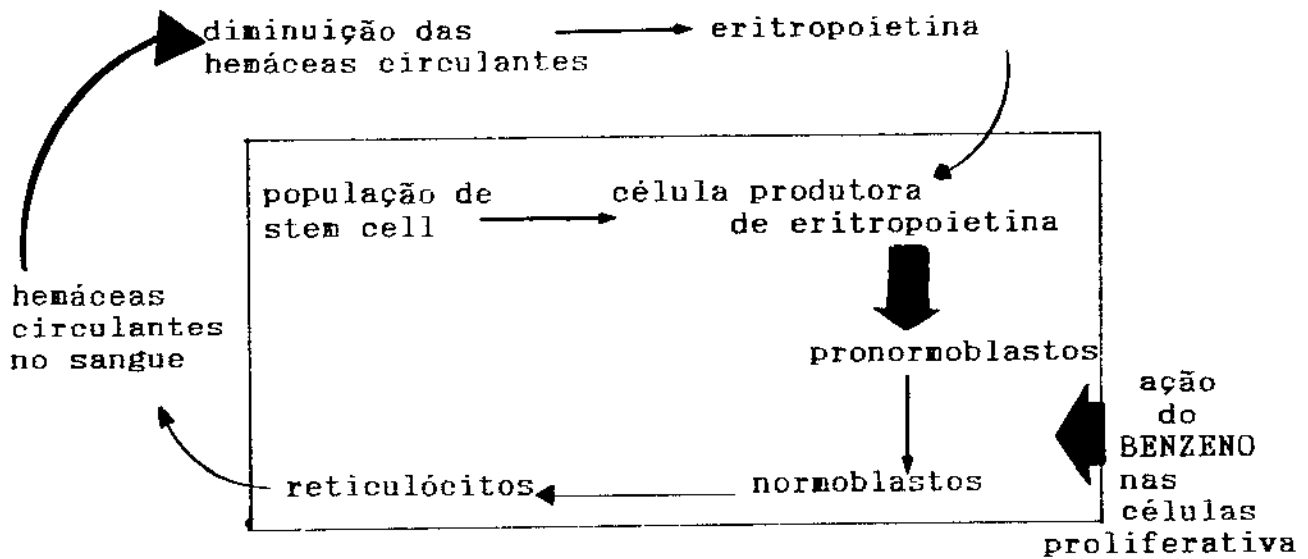 diminuição das
hemáceas circulantes
eritropoietina
população de
stem cell
célula produtora
de eritropoietina
hemáceas
circulantes
no sangue
pronormoblastos
ação
do
BENZENO
nas
células
proliferativa
reticulócitos
normoblastos